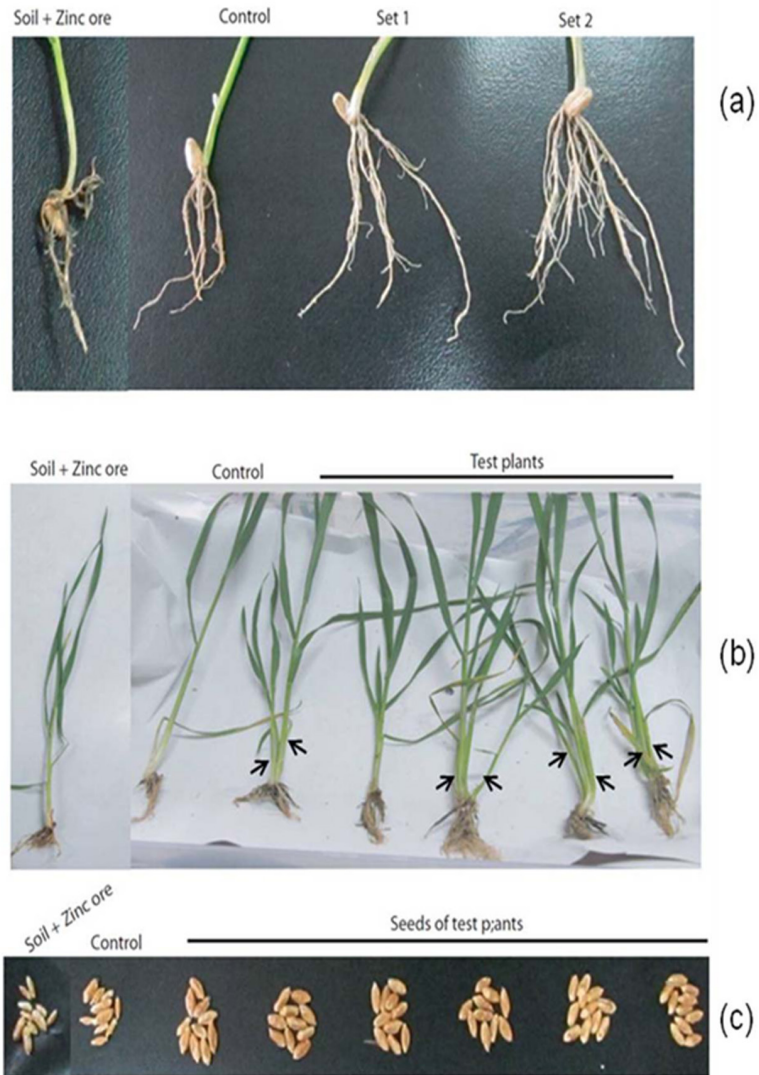 Soil + Zinc ore Control Set 1 Set 2
(a)
Soil + Zinc ore Control Test plants
(b)
Soil + Zinc ore Control Seeds of test p;ants
(c)